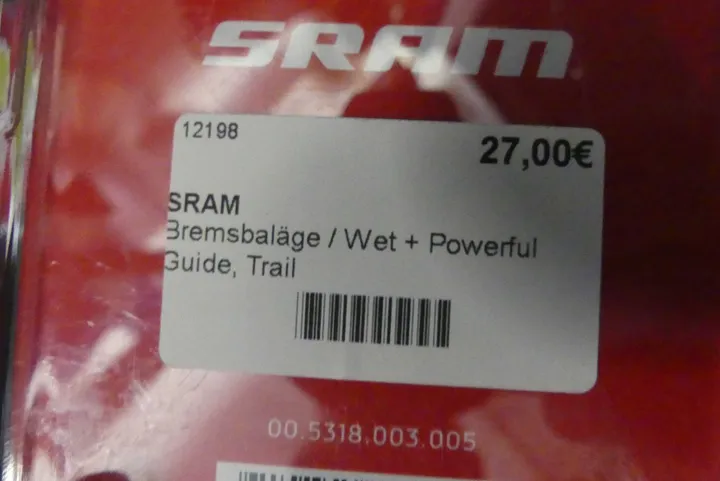 SRAM
12198
27,00€
SRAM
Bremsbaläge / Wet + Powerful
Guide, Trail
00.5318.003.005